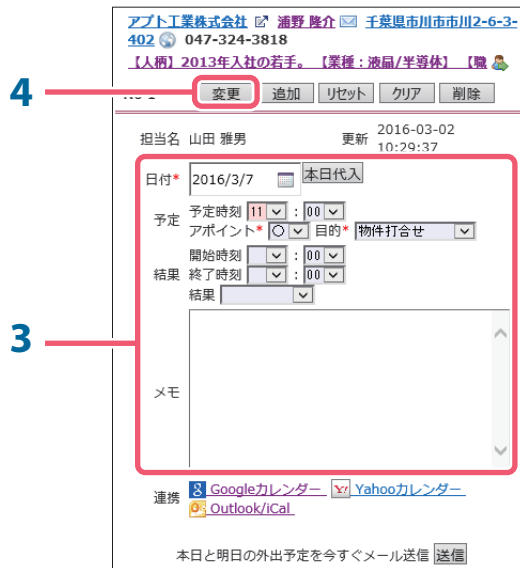 アプト工業株式会社 浦野 隆介 千葉県市川市市川2-6-3-
402 047-324-3818
【人柄】2013年入社の若手。【業種：液晶/半導体】 【職
4
変更 追加 リセット クリア 削除
担当名 山田 雅男 更新 2016-03-02
10:29:37
日付* 2016/3/7 本日代入
予定 予定時刻 11 : 00
アポイント* ○ 目的* 物件打合せ
開始時刻 : 00
結果 終了時刻 : 00
結果
3
メモ
連携 Googleカレンダー Yahooカレンダー
Outlook/iCal
本日と明日の外出予定を今すぐメール送信 送信